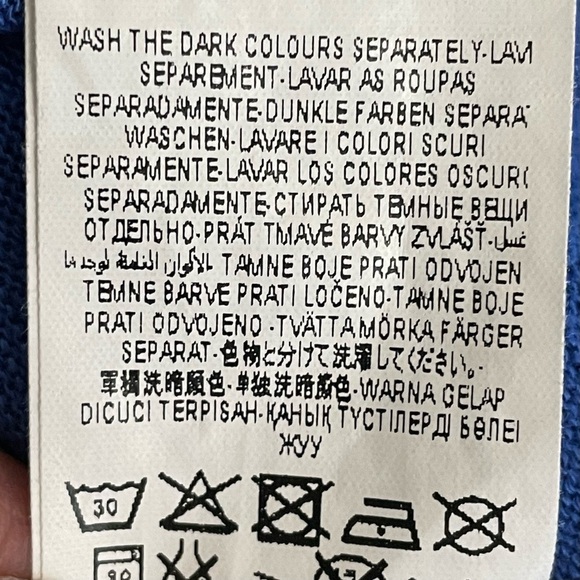 WASH THE DARK COLOURS SEPARATELY-LAV
SEPAREMENT-LAVAR AS ROUPAS
SEPARADAMENTE-DUNKLE FARBEN SEPARAT
WASCHEN-LAVARE I COLORI SCURI
SEPARAMENTE-LAVAR LOS COLORES OSCURO
SEPARADAMENTE-СТИРАТЬ ТЕМНЫЕ ВЕЩИ
ОТДЕЛЬНО-PRÁT TMAVÉ BARVY ZVLÁŠŤ-غسل
الألوان الغامقة لوحدها- TAMNE BOJE PRATI ODVOJEN
TEMNE BARVE PRATI LOČENO-TAMNE BOJE
PRATI ODVOJENO -TVÄTTA MÖRKA FÄRGER
SEPARAT-色物と分けて洗濯してください。-
單獨洗暗顏色-单独洗暗颜色-WARNA GELAP
DICUCI TERPISAH-ҚАНЫҚ ТҮСТІЛЕРДІ БӨЛЕІ
ЖУУ
30